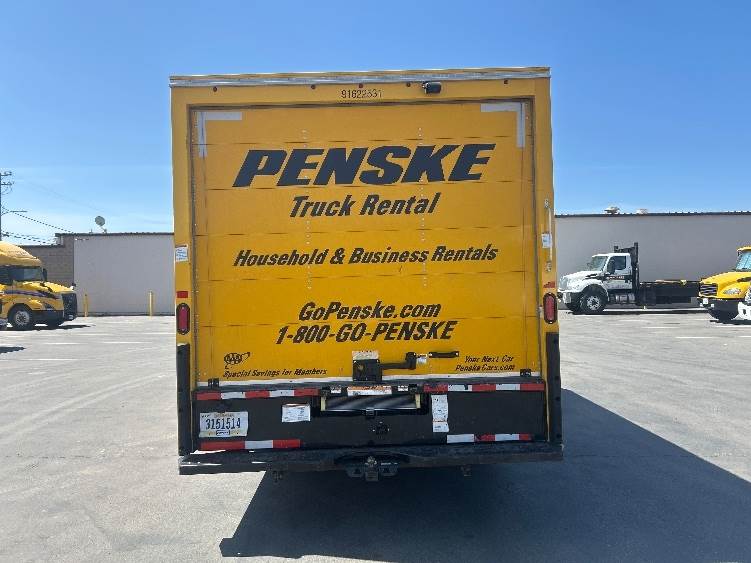 91622531
PENSKE
Truck Rental
Household & Business Rentals
GoPenske.com
1-800-GO-PENSKE
AAA
Special Savings for Members
Your Next Car
PenskeCars.com
3151514